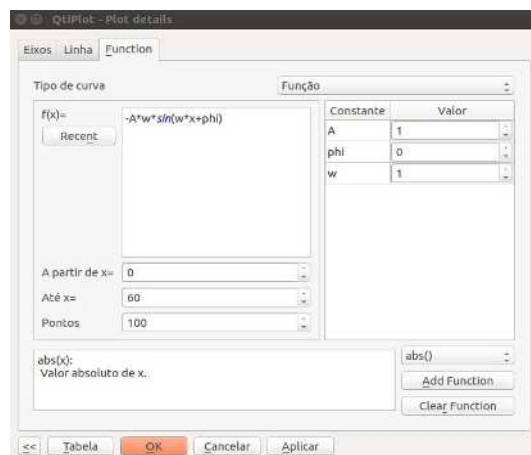 QtiPlot - Plot details
Eixos Linha Function
Tipo de curva Função
f(x)=
Recent
-A*w*sin(w*x+phi)
Constante Valor
A 1
phi 0
w 1
A partir de x= 0
Até x= 60
Pontos 100
abs(x):
Valor absoluto de x.
abs()
Add Function
Clear Function
<< Tabela OK Cancelar Aplicar